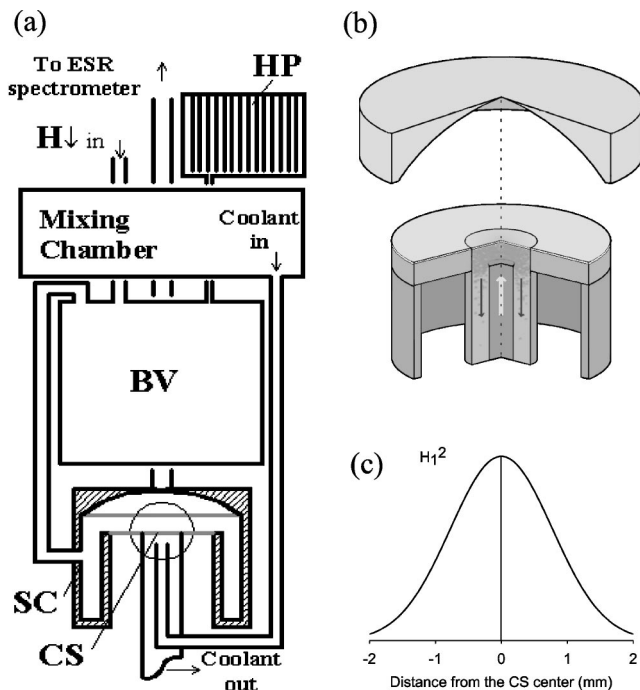 (a)
To ESR
spectrometer
HP
H↓ in
Mixing
Chamber
Coolant
in
BV
SC
CS
Coolant
out
(b)
(c)
H₁²
-2 -1 0 1 2
Distance from the CS center (mm)